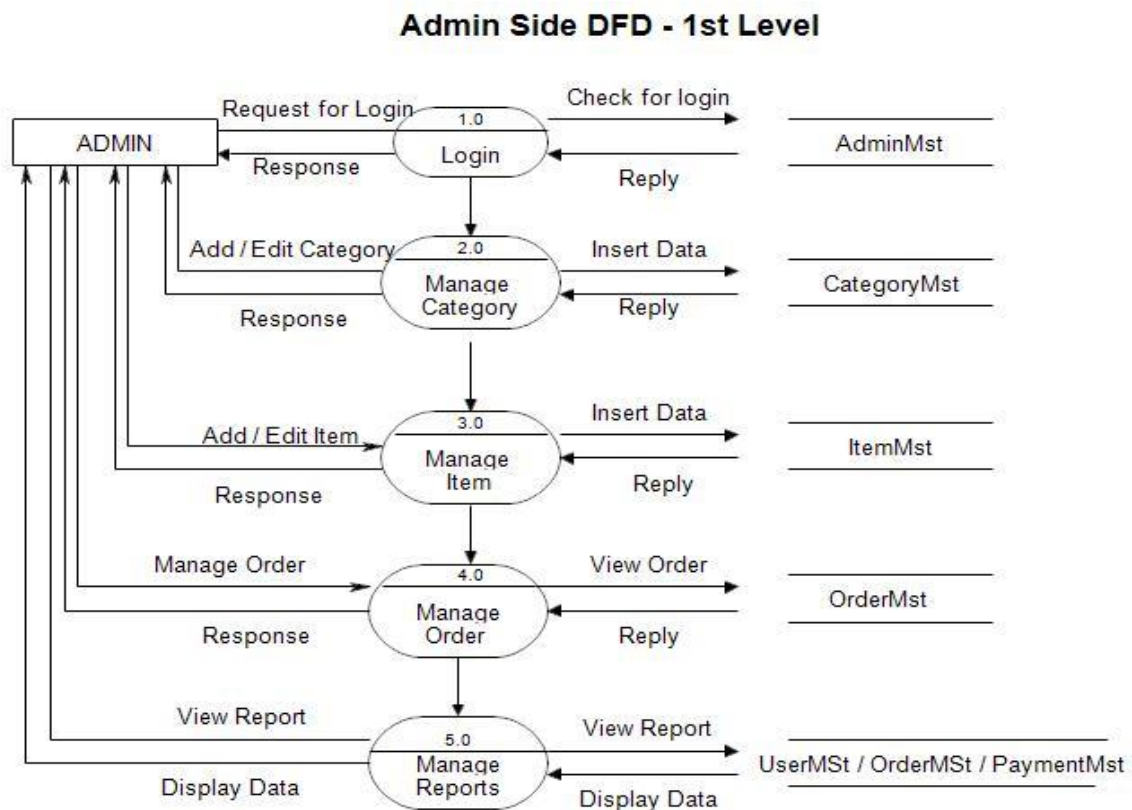 Admin Side DFD - 1st Level
Request for Login
Check for login
1.0
ADMIN
Login
AdminMst
Response
Reply
Add / Edit Category
2.0
Insert Data
Manage
Category
CategoryMst
Response
Reply
Add / Edit Item
3.0
Insert Data
Manage
Item
ItemMst
Response
Reply
Manage Order
4.0
View Order
Manage
Order
OrderMst
Response
Reply
View Report
5.0
View Report
Manage
Reports
UserMSt / OrderMSt / PaymentMst
Display Data
Display Data